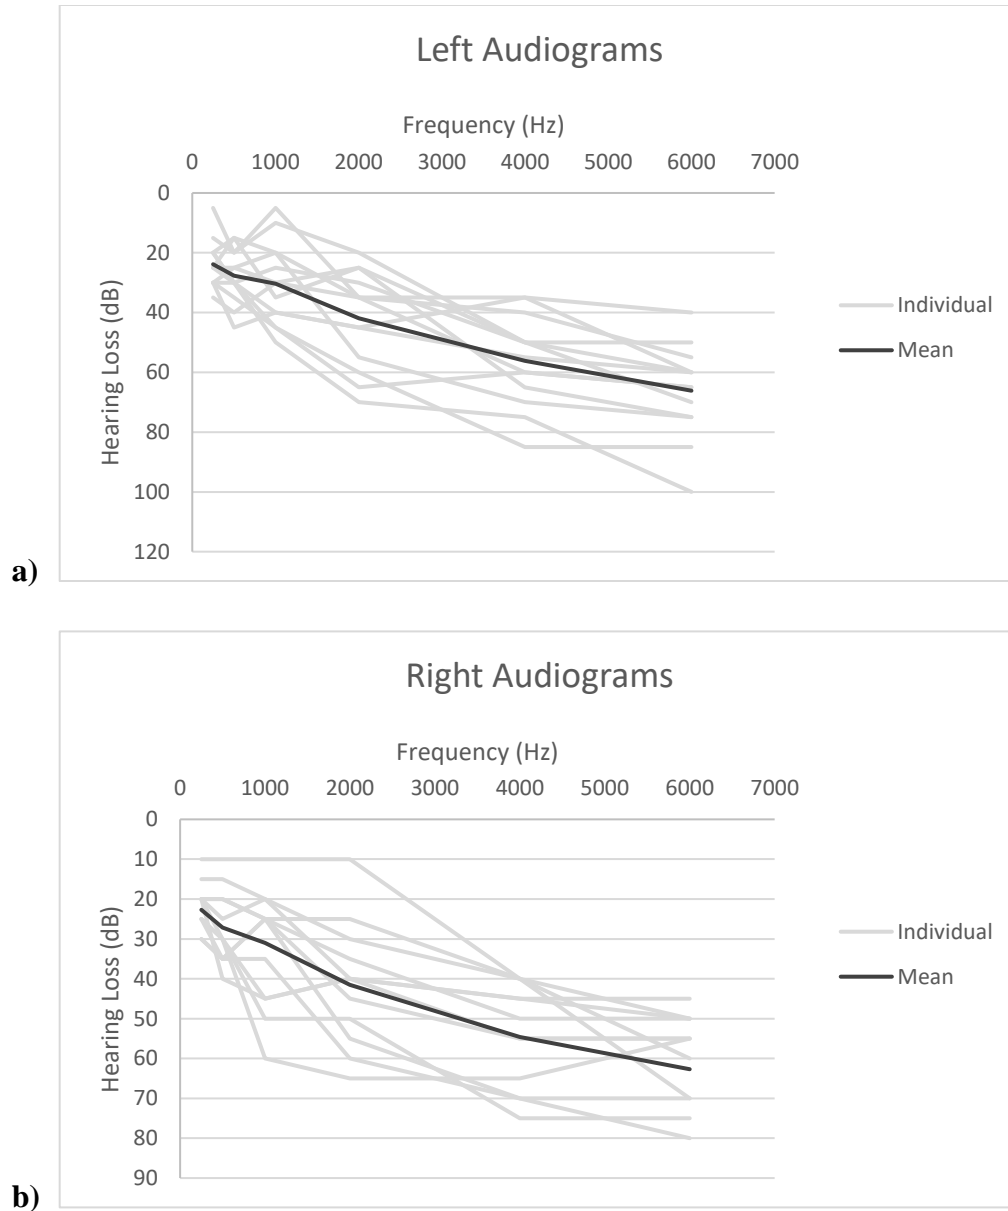 Left Audiograms
Frequency (Hz)
0 1000 2000 3000 4000 5000 6000 7000
0
20
40
60
80
100
120
Hearing Loss (dB)
Individual
Mean
a)
Right Audiograms
Frequency (Hz)
0 1000 2000 3000 4000 5000 6000 7000
0
10
20
30
40
50
60
70
80
90
Hearing Loss (dB)
Individual
Mean
b)